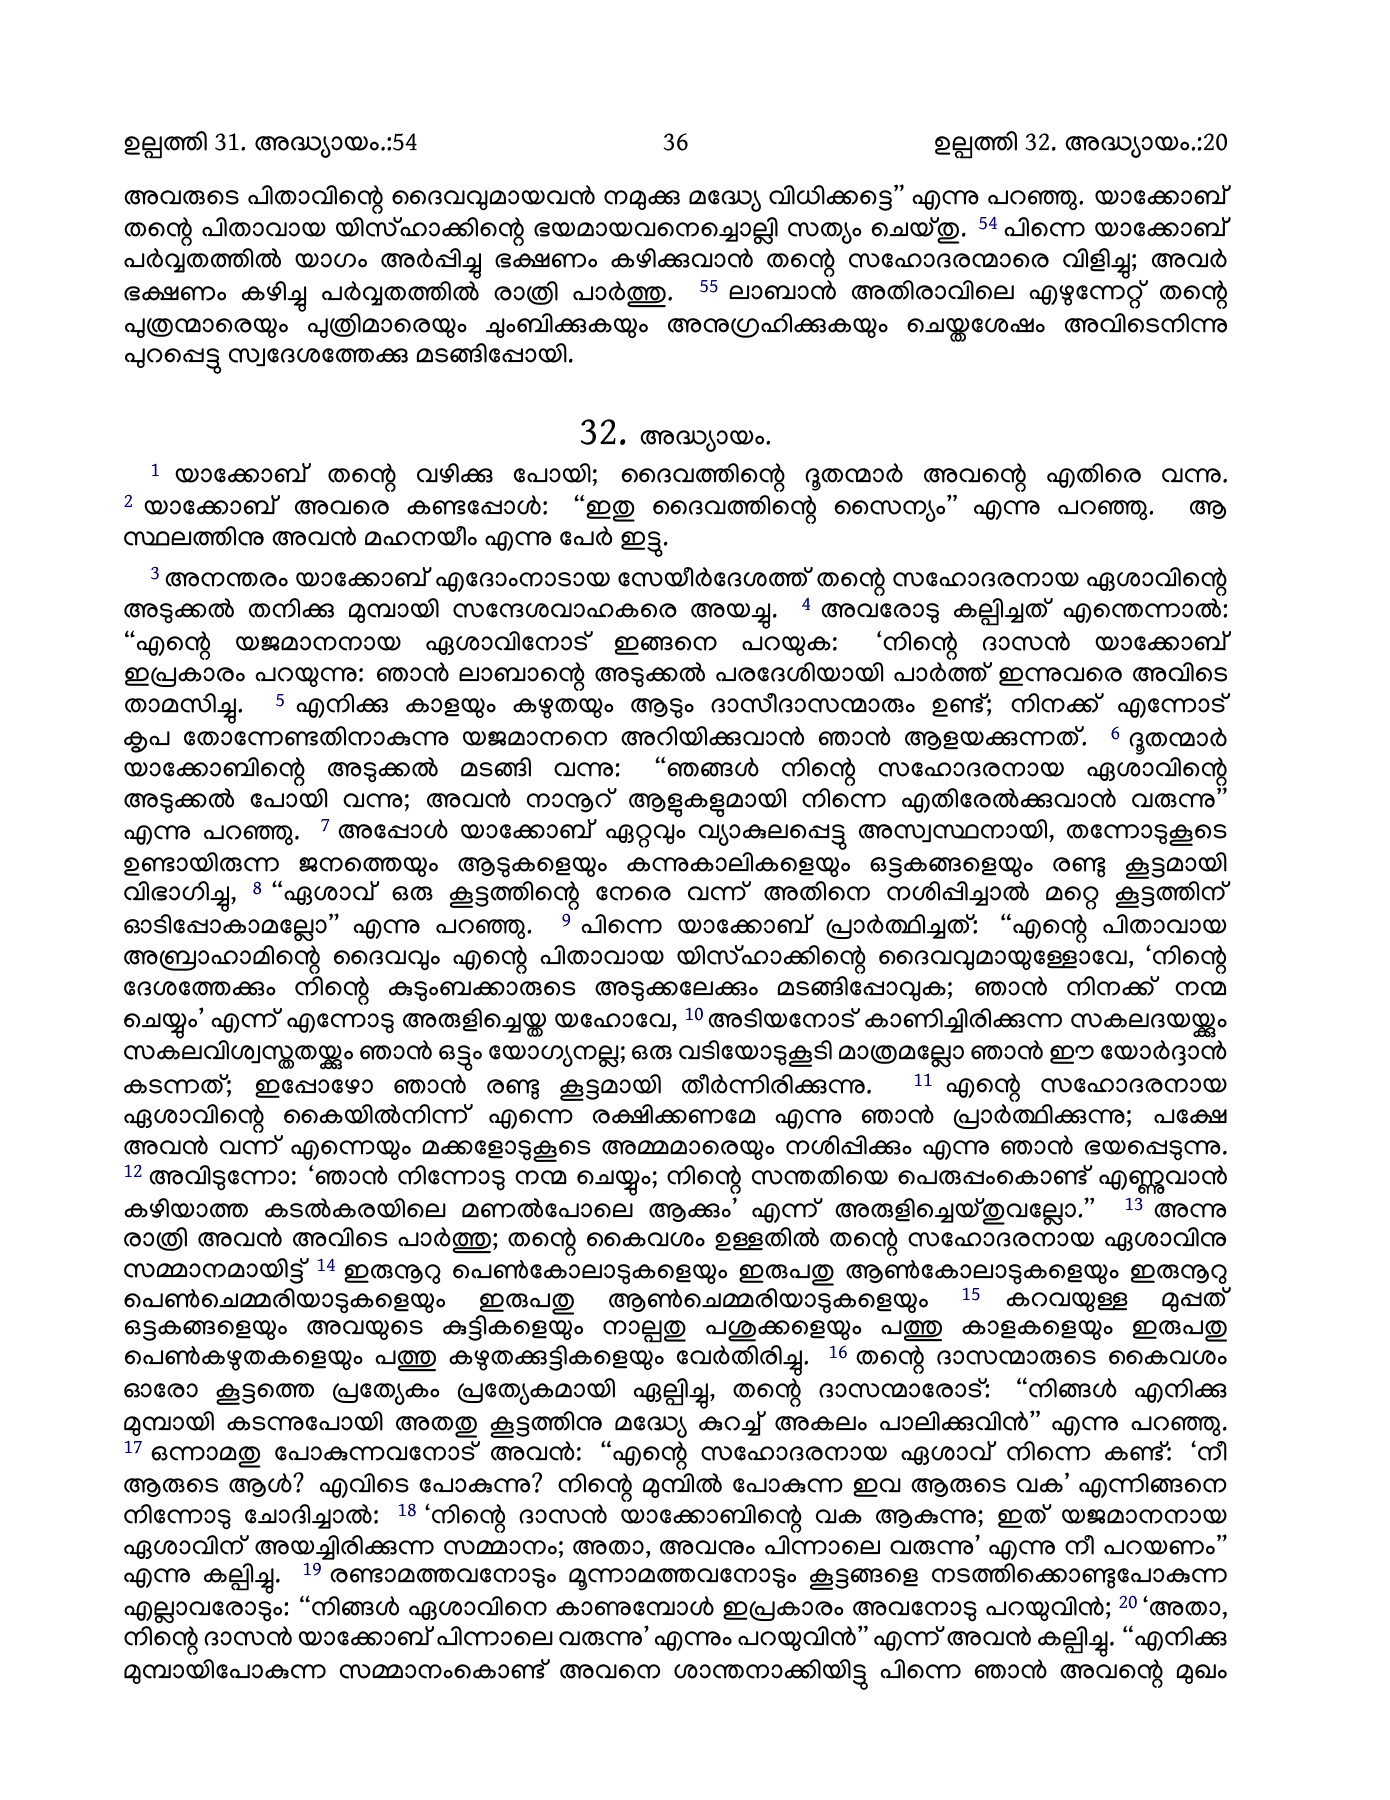 ഉല്പത്തി 31. അദ്ധ്യായം.:54 36 ഉല്പത്തി 32. അദ്ധ്യായം.:20
അവരുടെ പിതാവിന്റെ ദൈവവുമായവൻ നമുക്കു മദ്ധ്യേ വിധിക്കട്ടെ” എന്നു പറഞ്ഞു. യാക്കോബ്
തന്റെ പിതാവായ യിസ്ഹാക്കിന്റെ ഭയമായവനെച്ചൊല്ലി സത്യം ചെയ്തു. 54 പിന്നെ യാക്കോബ്
പർവ്വതത്തിൽ യാഗം അർപ്പിച്ചു ഭക്ഷണം കഴിക്കുവാൻ തന്റെ സഹോദരന്മാരെ വിളിച്ചു; അവർ
ഭക്ഷണം കഴിച്ചു പർവ്വതത്തിൽ രാത്രി പാർത്തു. 55 ലാബാൻ അതിരാവിലെ എഴുന്നേറ്റ് തന്റെ
പുത്രന്മാരെയും പുത്രിമാരെയും ചുംബിക്കുകയും അനുഗ്രഹിക്കുകയും ചെയ്തശേഷം അവിടെനിന്നു
പുറപ്പെട്ടു സ്വദേശത്തേക്കു മടങ്ങിപ്പോയി.
32. അദ്ധ്യായം.
1 യാക്കോബ് തന്റെ വഴിക്കു പോയി; ദൈവത്തിന്റെ ദൂതന്മാർ അവന്റെ എതിരെ വന്നു.
2 യാക്കോബ് അവരെ കണ്ടപ്പോൾ: “ഇതു ദൈവത്തിന്റെ സൈന്യം” എന്നു പറഞ്ഞു. ആ
സ്ഥലത്തിനു അവൻ മഹനയീം എന്നു പേർ ഇട്ടു.
3 അനന്തരം യാക്കോബ് എദോംനാടായ സേയീർദേശത്ത് തന്റെ സഹോദരനായ ഏശാവിന്റെ
അടുക്കൽ തനിക്കു മുമ്പായി സന്ദേശവാഹകരെ അയച്ചു. 4 അവരോടു കല്പിച്ചത് എന്തെന്നാൽ:
“എന്റെ യജമാനനായ ഏശാവിനോട് ഇങ്ങനെ പറയുക: ‘നിന്റെ ദാസൻ യാക്കോബ്
ഇപ്രകാരം പറയുന്നു: ഞാൻ ലാബാന്റെ അടുക്കൽ പരദേശിയായി പാർത്ത് ഇന്നുവരെ അവിടെ
താമസിച്ചു. 5 എനിക്കു കാളയും കഴുതയും ആടും ദാസീദാസന്മാരും ഉണ്ട്; നിനക്ക് എന്നോട്
കൃപ തോന്നേണ്ടതിനാകുന്നു യജമാനനെ അറിയിക്കുവാൻ ഞാൻ ആളയക്കുന്നത്. 6 ദൂതന്മാർ
യാക്കോബിന്റെ അടുക്കൽ മടങ്ങി വന്നു: “ഞങ്ങൾ നിന്റെ സഹോദരനായ ഏശാവിന്റെ
അടുക്കൽ പോയി വന്നു; അവൻ നാനൂറ് ആളുകളുമായി നിന്നെ എതിരേൽക്കുവാൻ വരുന്നു”
എന്നു പറഞ്ഞു. 7 അപ്പോൾ യാക്കോബ് ഏറ്റവും വ്യാകുലപ്പെട്ടു അസ്വസ്ഥനായി, തന്നോടുകൂടെ
ഉണ്ടായിരുന്ന ജനത്തെയും ആടുകളെയും കന്നുകാലികളെയും ഒട്ടകങ്ങളെയും രണ്ടു കൂട്ടമായി
വിഭാഗിച്ചു, 8 “ഏശാവ് ഒരു കൂട്ടത്തിന്റെ നേരെ വന്ന് അതിനെ നശിപ്പിച്ചാൽ മറ്റെ കൂട്ടത്തിന്
ഓടിപ്പോകാമല്ലോ” എന്നു പറഞ്ഞു. 9 പിന്നെ യാക്കോബ് പ്രാർത്ഥിച്ചത്: “എന്റെ പിതാവായ
അബ്രാഹാമിന്റെ ദൈവവും എന്റെ പിതാവായ യിസ്ഹാക്കിന്റെ ദൈവവുമായുള്ളോവേ, ‘നിന്റെ
ദേശത്തേക്കും നിന്റെ കുടുംബക്കാരുടെ അടുക്കലേക്കും മടങ്ങിപ്പോവുക; ഞാൻ നിനക്ക് നന്മ
ചെയ്യും’ എന്ന് എന്നോടു അരുളിച്ചെയ്ത യഹോവേ, 10 അടിയനോട് കാണിച്ചിരിക്കുന്ന സകലദയയ്ക്കും
സകലവിശ്വസ്തതയ്ക്കും ഞാൻ ഒട്ടും യോഗ്യനല്ല; ഒരു വടിയോടുകൂടി മാത്രമല്ലോ ഞാൻ ഈ യോർദ്ദാൻ
കടന്നത്; ഇപ്പോഴോ ഞാൻ രണ്ടു കൂട്ടമായി തീർന്നിരിക്കുന്നു. 11 എന്റെ സഹോദരനായ
ഏശാവിന്റെ കൈയിൽനിന്ന് എന്നെ രക്ഷിക്കണമേ എന്നു ഞാൻ പ്രാർത്ഥിക്കുന്നു; പക്ഷേ
അവൻ വന്ന് എന്നെയും മക്കളോടുകൂടെ അമ്മമാരെയും നശിപ്പിക്കും എന്നു ഞാൻ ഭയപ്പെടുന്നു.
12 അവിടുന്നോ: ‘ഞാൻ നിന്നോടു നന്മ ചെയ്യും; നിന്റെ സന്തതിയെ പെരുപ്പംകൊണ്ട് എണ്ണുവാൻ
കഴിയാത്ത കടൽകരയിലെ മണൽപോലെ ആക്കും’ എന്ന് അരുളിച്ചെയ്തുവല്ലോ.” 13 അന്നു
രാത്രി അവൻ അവിടെ പാർത്തു; തന്റെ കൈവശം ഉള്ളതിൽ തന്റെ സഹോദരനായ ഏശാവിനു
സമ്മാനമായിട്ട് 14 ഇരുനൂറു പെൺകോലാടുകളെയും ഇരുപതു ആൺകോലാടുകളെയും ഇരുനൂറു
പെൺചെമ്മരിയാടുകളെയും ഇരുപതു ആൺചെമ്മരിയാടുകളെയും 15 കറവയുള്ള മുപ്പത്
ഒട്ടകങ്ങളെയും അവയുടെ കുട്ടികളെയും നാല്പതു പശുക്കളെയും പത്തു കാളകളെയും ഇരുപതു
പെൺകഴുതകളെയും പത്തു കഴുതക്കുട്ടികളെയും വേർതിരിച്ചു. 16 തന്റെ ദാസന്മാരുടെ കൈവശം
ഓരോ കൂട്ടത്തെ പ്രത്യേകം പ്രത്യേകമായി ഏല്പിച്ചു, തന്റെ ദാസന്മാരോട്: “നിങ്ങൾ എനിക്കു
മുമ്പായി കടന്നുപോയി അതതു കൂട്ടത്തിനു മദ്ധ്യേ കുറച്ച് അകലം പാലിക്കുവിൻ” എന്നു പറഞ്ഞു.
17 ഒന്നാമതു പോകുന്നവനോട് അവൻ: “എന്റെ സഹോദരനായ ഏശാവ് നിന്നെ കണ്ട്: ‘നീ
ആരുടെ ആൾ? എവിടെ പോകുന്നു? നിന്റെ മുമ്പിൽ പോകുന്ന ഇവ ആരുടെ വക’ എന്നിങ്ങനെ
നിന്നോടു ചോദിച്ചാൽ: 18 ‘നിന്റെ ദാസൻ യാക്കോബിന്റെ വക ആകുന്നു; ഇത് യജമാനനായ
ഏശാവിന് അയച്ചിരിക്കുന്ന സമ്മാനം; അതാ, അവനും പിന്നാലെ വരുന്നു’ എന്നു നീ പറയണം”
എന്നു കല്പിച്ചു. 19 രണ്ടാമത്തവനോടും മൂന്നാമത്തവനോടും കൂട്ടങ്ങളെ നടത്തിക്കൊണ്ടുപോകുന്ന
എല്ലാവരോടും: “നിങ്ങൾ ഏശാവിനെ കാണുമ്പോൾ ഇപ്രകാരം അവനോടു പറയുവിൻ; 20 ‘അതാ,
നിന്റെ ദാസൻ യാക്കോബ് പിന്നാലെ വരുന്നു’ എന്നും പറയുവിൻ” എന്ന് അവൻ കല്പിച്ചു. “എനിക്കു
മുമ്പായിപോകുന്ന സമ്മാനംകൊണ്ട് അവനെ ശാന്തനാക്കിയിട്ടു പിന്നെ ഞാൻ അവന്റെ മുഖം